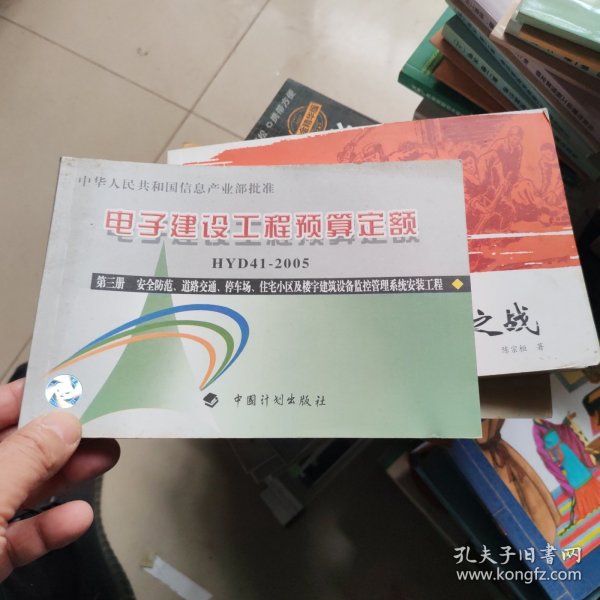 中华人民共和国信息产业部批准
电子建设工程预算定额
HYD41-2005
第三册 安全防范、道路交通、停车场、住宅小区及楼宇建筑设备监控管理系统安装工程
中国计划出版社
之战
陈宗舶 著
孔夫子旧书网
www.kongfz.com